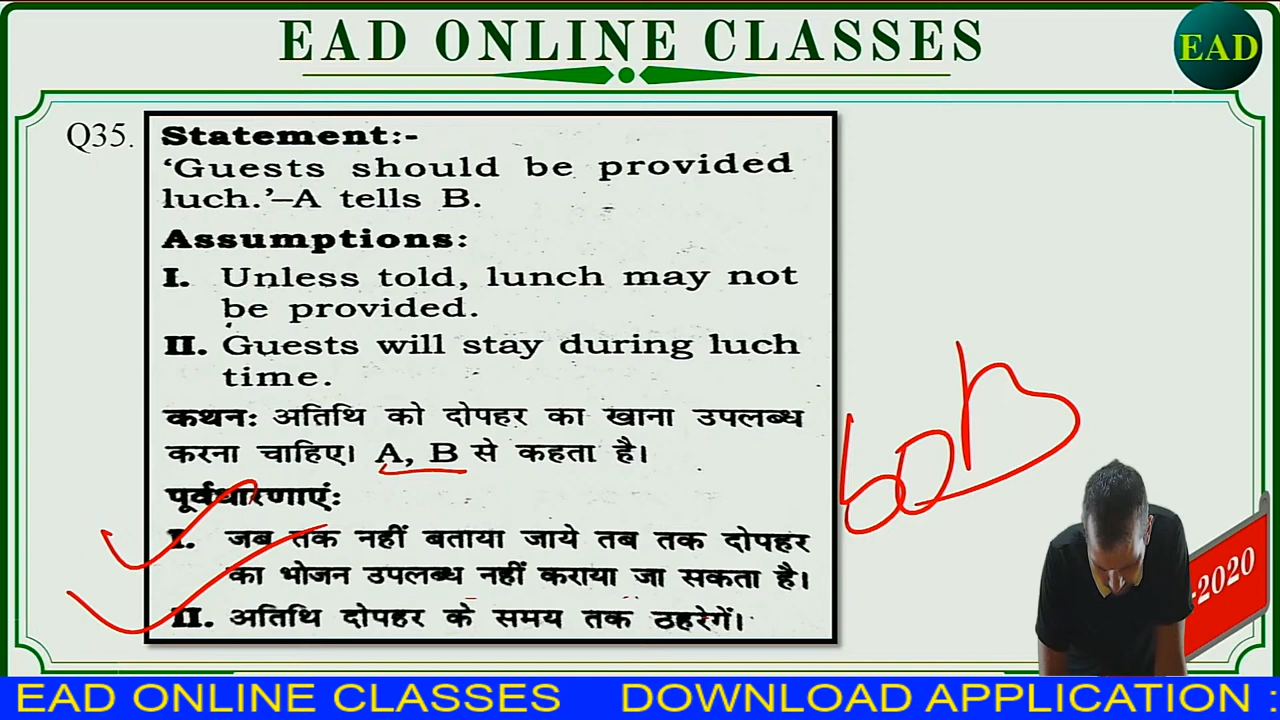 EAD ONLINE CLASSES
EAD
Q35.
Statement:-
‘Guests should be provided
luch.’–A tells B.
Assumptions:
I. Unless told, lunch may not
be provided.
II. Guests will stay during luch
time.
कथन: अतिथि को दोपहर का खाना उपलब्ध
करना चाहिए। A, B से कहता है।
पूर्वधारणाएं:
I. जब तक नहीं बताया जाये तब तक दोपहर
का भोजन उपलब्ध नहीं कराया जा सकता है।
II. अतिथि दोपहर के समय तक ठहरेगें।
-2020
EAD ONLINE CLASSES DOWNLOAD APPLICATION :